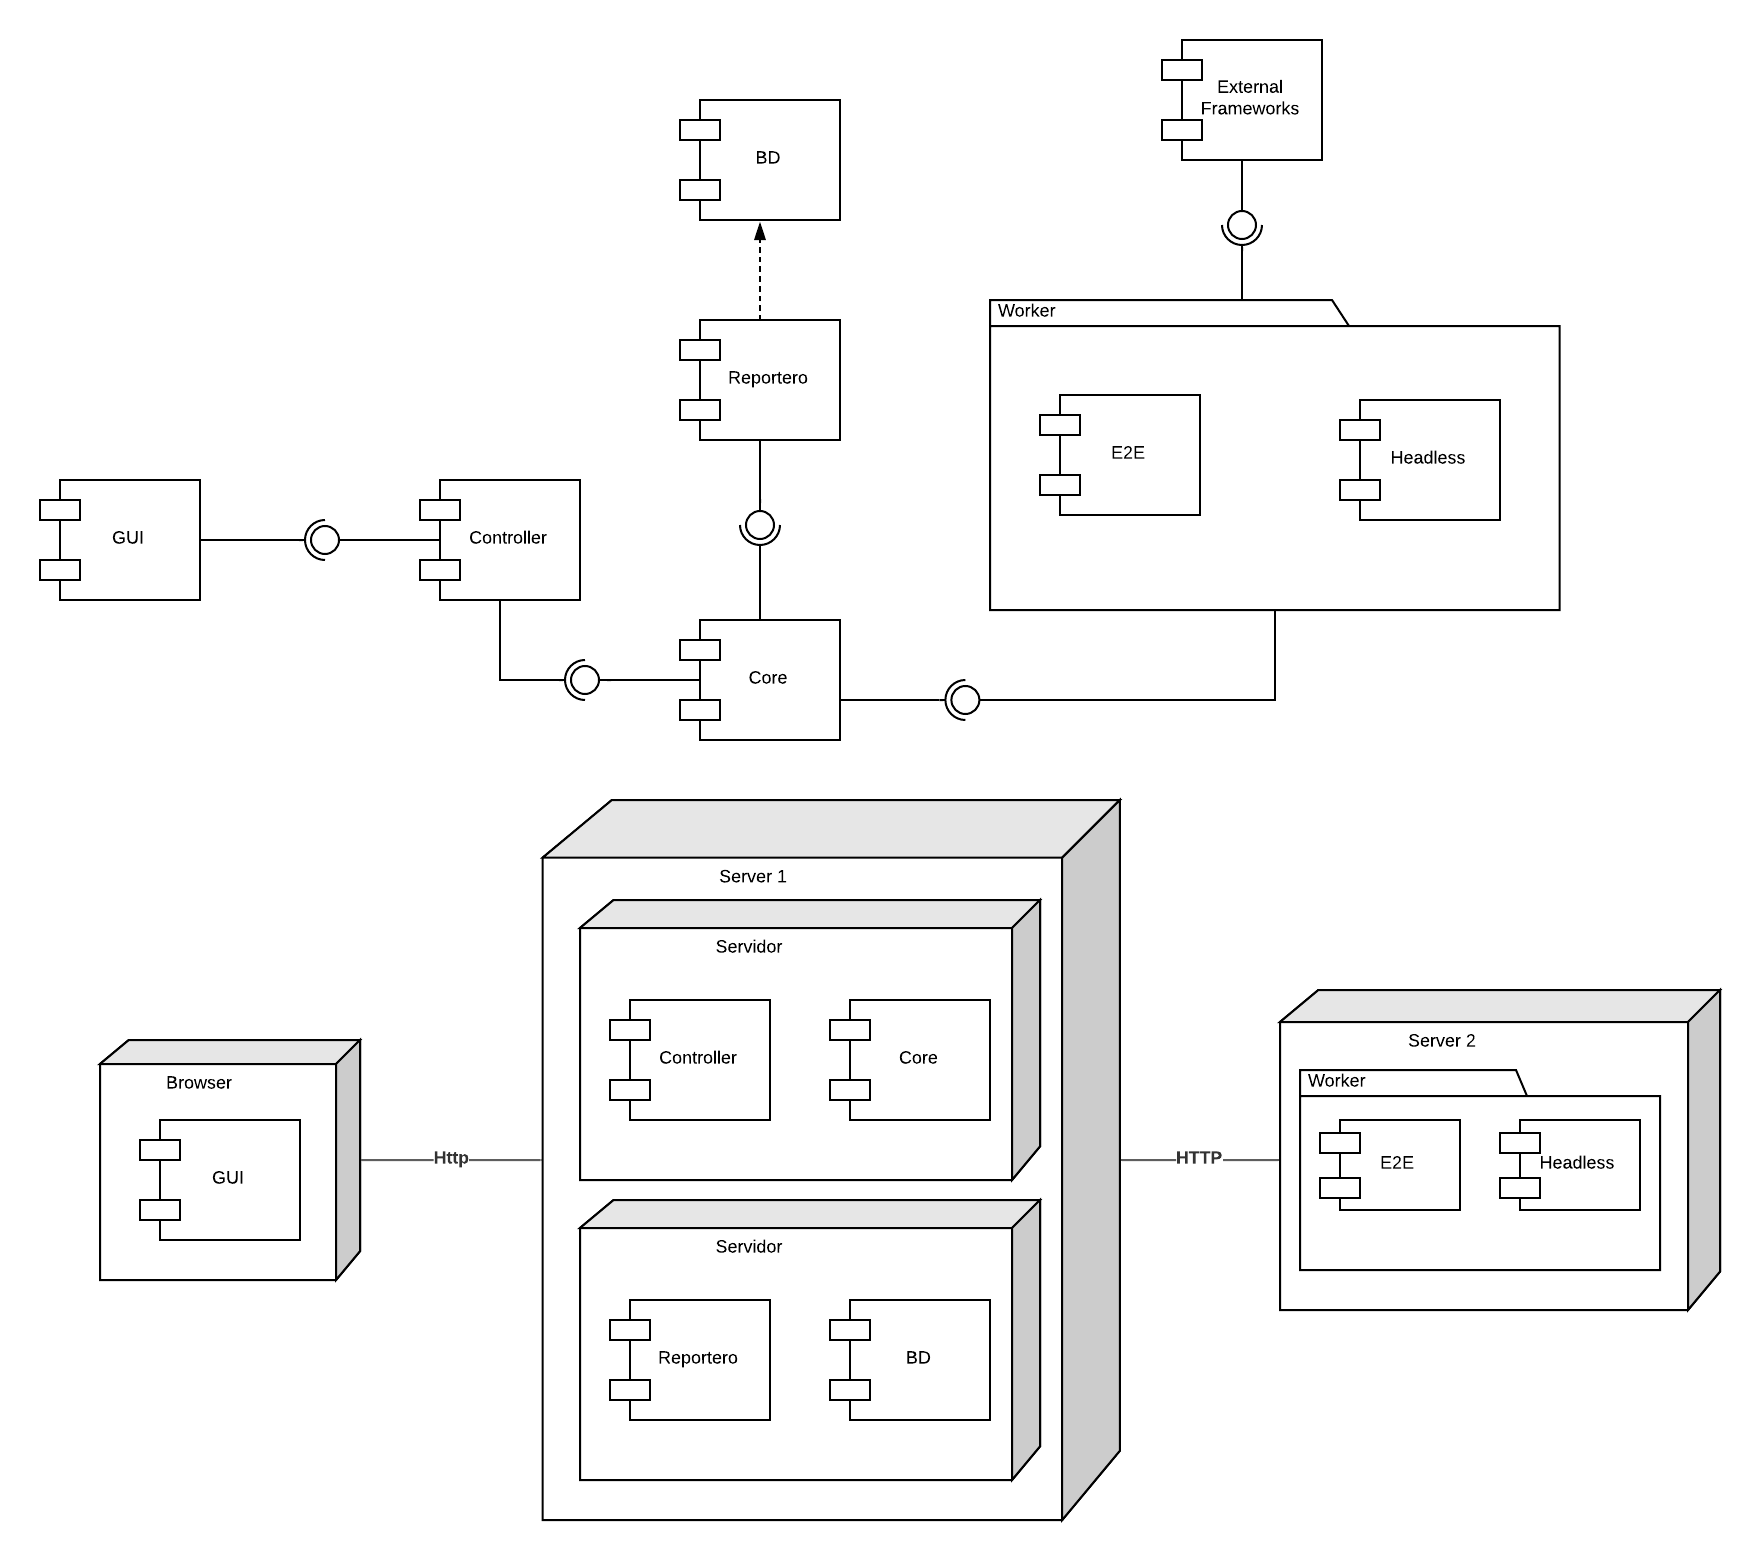 External
Frameworks
BD
Worker
Reportero
E2E
Headless
GUI
Controller
Core
Server 1
Servidor
Controller
Core
Server 2
Worker
E2E
Headless
Browser
GUI
Http
HTTP
Servidor
Reportero
BD